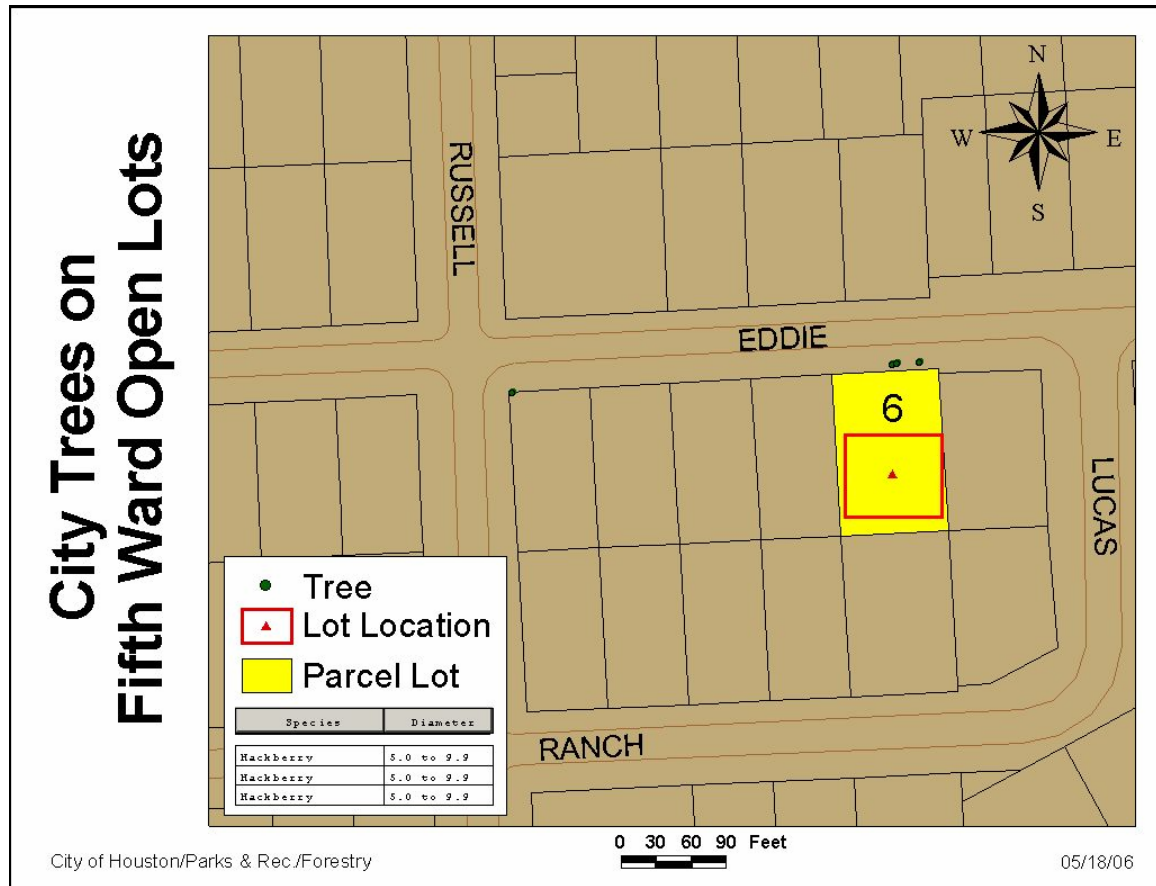 City Trees on
Fifth Ward Open Lots
N
W
E
S
RUSSELL
EDDIE
6
LUCAS
RANCH
Tree
Lot Location
Parcel Lot
Species Diameter
Hackberry 5.0 to 9.9
Hackberry 5.0 to 9.9
Hackberry 5.0 to 9.9
0 30 60 90 Feet
City of Houston/Parks & Rec./Forestry
05/18/06